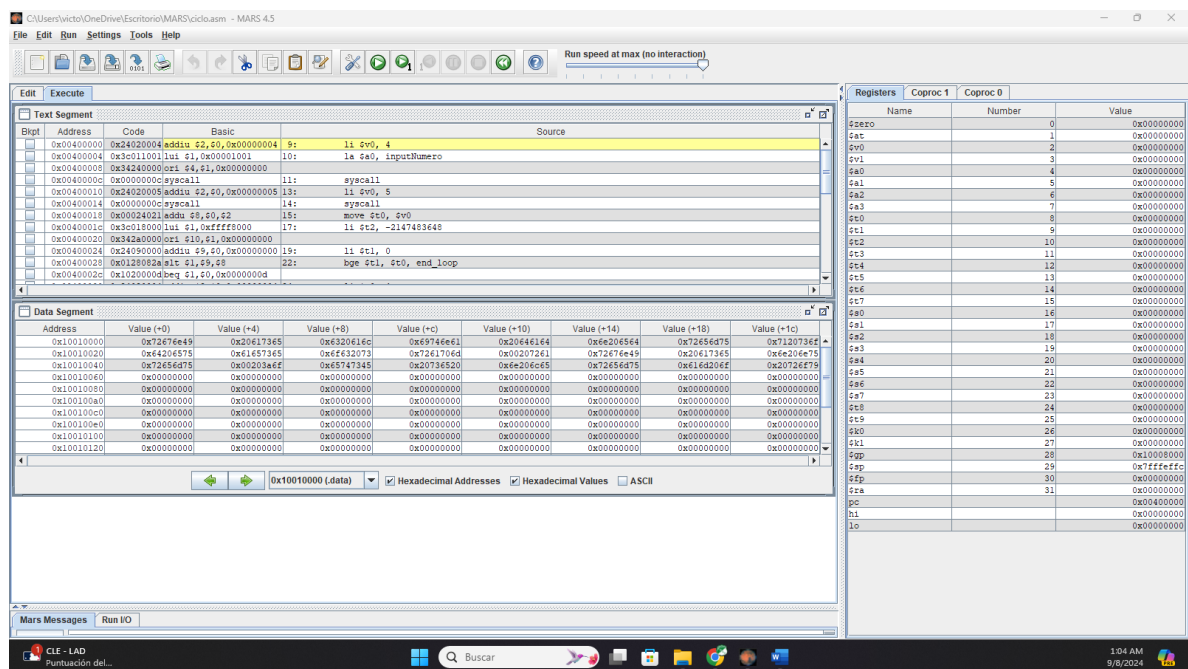 C:\Users\victo\OneDrive\Escritorio\MARS\ciclo.asm - MARS 4.5
File Edit Run Settings Tools Help
Run speed at max (no interaction)
Edit Execute
Text Segment
Bkpt Address Code Basic Source
0x00400000 0x24020004 addiu $2,$0,0x00000004 9: li $v0, 4
0x00400004 0x3c011001 lui $1,0x00001001 10: la $a0, inputNumero
0x00400008 0x34240000 ori $4,$1,0x00000000
0x0040000c 0x0000000c syscall 11: syscall
0x00400010 0x24020005 addiu $2,$0,0x00000005 13: li $v0, 5
0x00400014 0x0000000c syscall 14: syscall
0x00400018 0x00024021 addu $8,$0,$2 15: move $t0, $v0
0x0040001c 0x3c018000 lui $1,0xffff8000 17: li $t2, -2147483648
0x00400020 0x342a0000 ori $10,$1,0x00000000
0x00400024 0x24090000 addiu $9,$0,0x00000000 19: li $t1, 0
0x00400028 0x0128082a slt $1,$9,$8 22: bge $t1, $t0, end_loop
0x0040002c 0x1020000d beq $1,$0,0x0000000d
Data Segment
Address Value (+0) Value (+4) Value (+8) Value (+c) Value (+10) Value (+14) Value (+18) Value (+1c)
0x10010000 0x72676e49 0x20617365 0x6320616c 0x69746e61 0x20646164 0x6e206564 0x72656d75 0x7120736f
0x10010020 0x64206575 0x61657365 0x6f632073 0x7261706d 0x00207261 0x72676e49 0x20617365 0x6e206e75
0x10010040 0x72656d75 0x00203a6f 0x65747345 0x20736520 0x6e206c65 0x72656d75 0x616d206f 0x20726f79
0x10010060 0x00000000 0x00000000 0x00000000 0x00000000 0x00000000 0x00000000 0x00000000 0x00000000
0x10010080 0x00000000 0x00000000 0x00000000 0x00000000 0x00000000 0x00000000 0x00000000 0x00000000
0x100100a0 0x00000000 0x00000000 0x00000000 0x00000000 0x00000000 0x00000000 0x00000000 0x00000000
0x100100c0 0x00000000 0x00000000 0x00000000 0x00000000 0x00000000 0x00000000 0x00000000 0x00000000
0x100100e0 0x00000000 0x00000000 0x00000000 0x00000000 0x00000000 0x00000000 0x00000000 0x00000000
0x10010100 0x00000000 0x00000000 0x00000000 0x00000000 0x00000000 0x00000000 0x00000000 0x00000000
0x10010120 0x00000000 0x00000000 0x00000000 0x00000000 0x00000000 0x00000000 0x00000000 0x00000000
0x10010000 (.data) Hexadecimal Addresses Hexadecimal Values ASCII
Mars Messages Run I/O
Registers Coproc 1 Coproc 0
Name Number Value
$zero 0 0x00000000
$at 1 0x00000000
$v0 2 0x00000000
$v1 3 0x00000000
$a0 4 0x00000000
$a1 5 0x00000000
$a2 6 0x00000000
$a3 7 0x00000000
$t0 8 0x00000000
$t1 9 0x00000000
$t2 10 0x00000000
$t3 11 0x00000000
$t4 12 0x00000000
$t5 13 0x00000000
$t6 14 0x00000000
$t7 15 0x00000000
$s0 16 0x00000000
$s1 17 0x00000000
$s2 18 0x00000000
$s3 19 0x00000000
$s4 20 0x00000000
$s5 21 0x00000000
$s6 22 0x00000000
$s7 23 0x00000000
$t8 24 0x00000000
$t9 25 0x00000000
$k0 26 0x00000000
$k1 27 0x00000000
$gp 28 0x10008000
$sp 29 0x7fffeffc
$fp 30 0x00000000
$ra 31 0x00000000
pc 0x00400000
hi 0x00000000
lo 0x00000000
1
CLE - LAD
Puntuación del...
Buscar
1:04 AM
9/8/2024